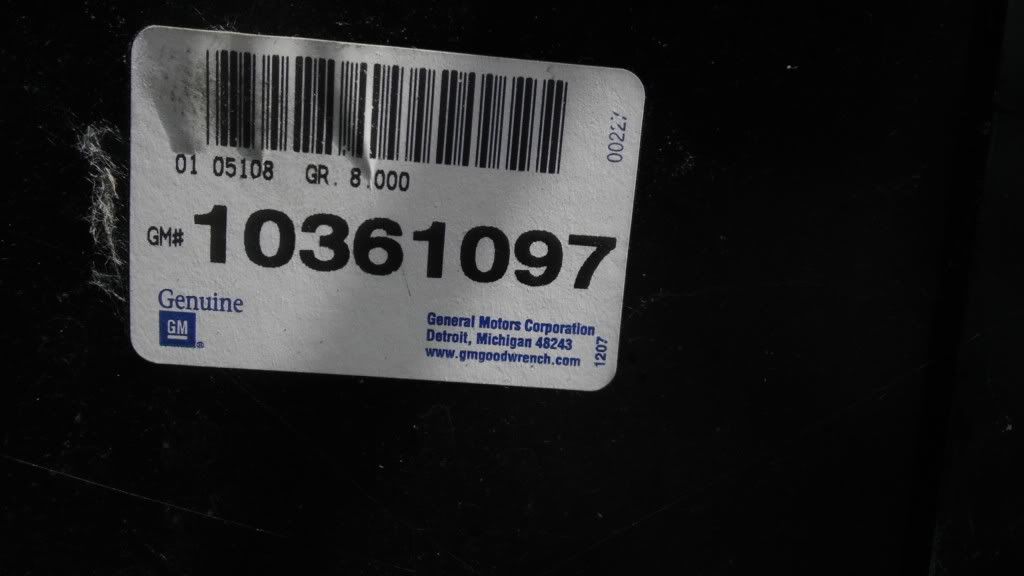 01 05108 GR. 8.000
00227
GM# 10361097
Genuine
GM
General Motors Corporation
Detroit, Michigan 48243
www.gmgoodwrench.com
1207